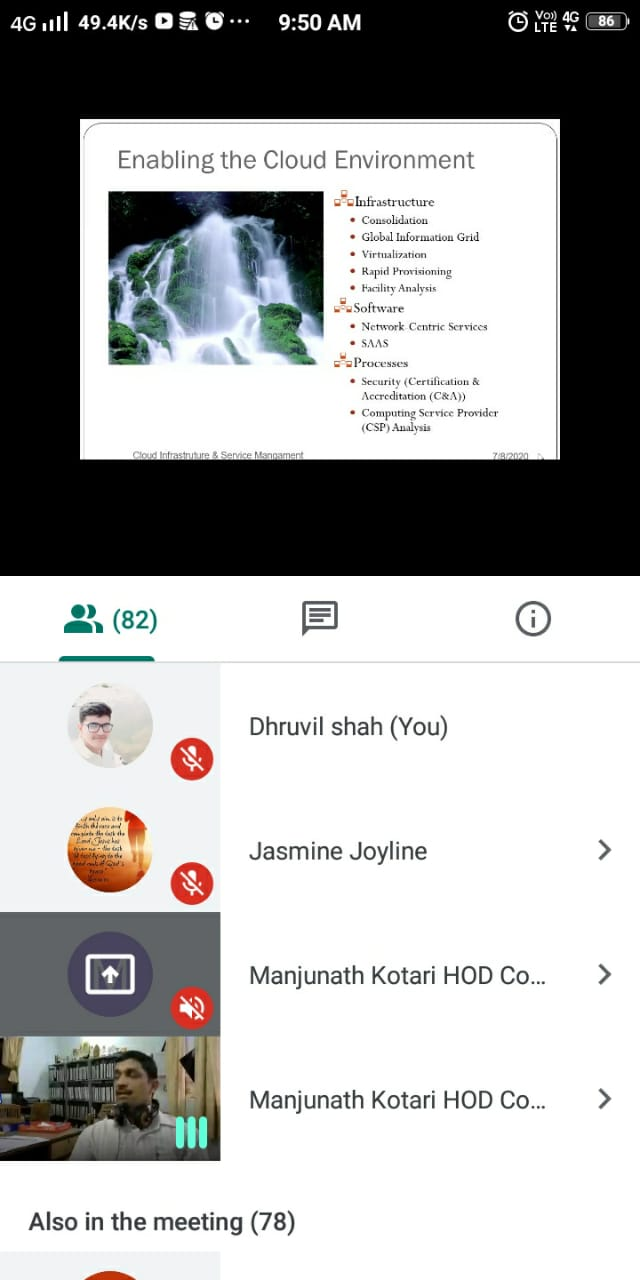 4G 49.4K/s ... 9:50 AM Vo)) LTE 4G 86
Enabling the Cloud Environment
Infrastructure
• Consolidation
• Global Information Grid
• Virtualization
• Rapid Provisioning
• Facility Analysis
Software
• Network-Centric Services
• SAAS
Processes
• Security (Certification &
Accreditation (C&A))
• Computing Service Provider
(CSP) Analysis
Cloud Infrastruture & Service Mangament 7/8/2020
(82)
Dhruvil shah (You)
Jasmine Joyline
Manjunath Kotari HOD Co...
Manjunath Kotari HOD Co...
Also in the meeting (78)